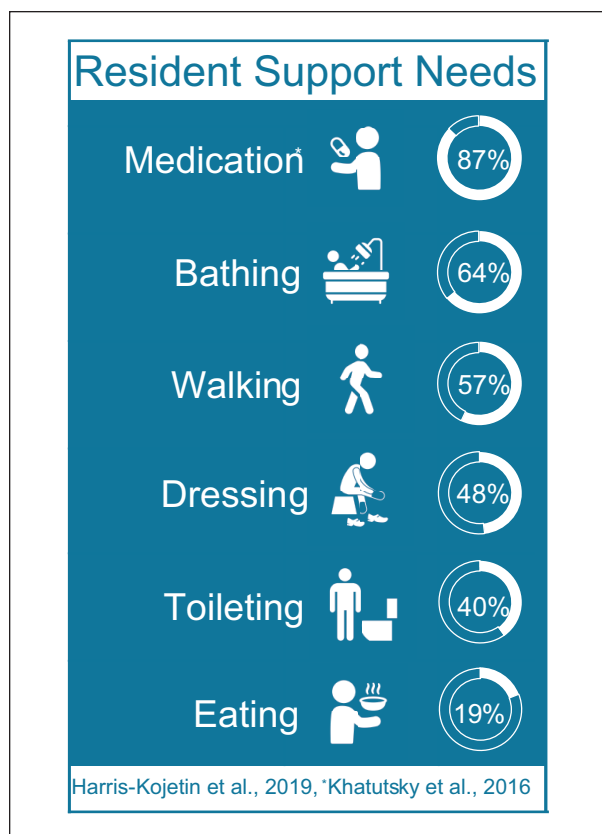 Resident Support Needs
Medication* 87%
Bathing 64%
Walking 57%
Dressing 48%
Toileting 40%
Eating 19%
Harris-Kojetin et al., 2019, *Khatutsky et al., 2016